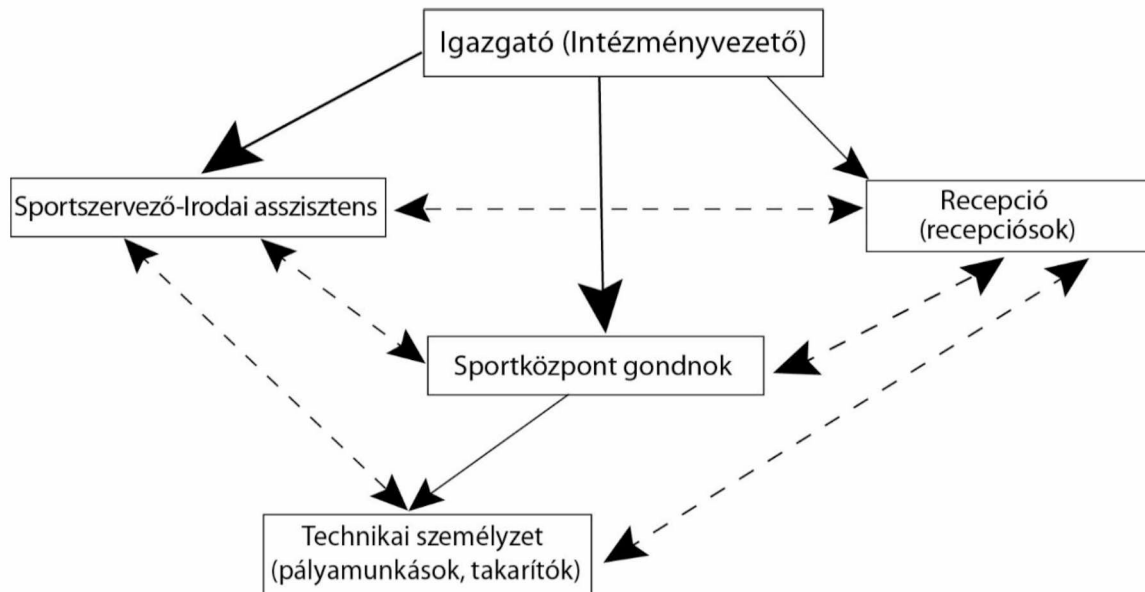 Igazgató (Intézményvezető)
Sportszervező-Irodai asszisztens
Recepció
(recepciósok)
Sportközpont gondnok
Technikai személyzet
(pályamunkások, takarítók)